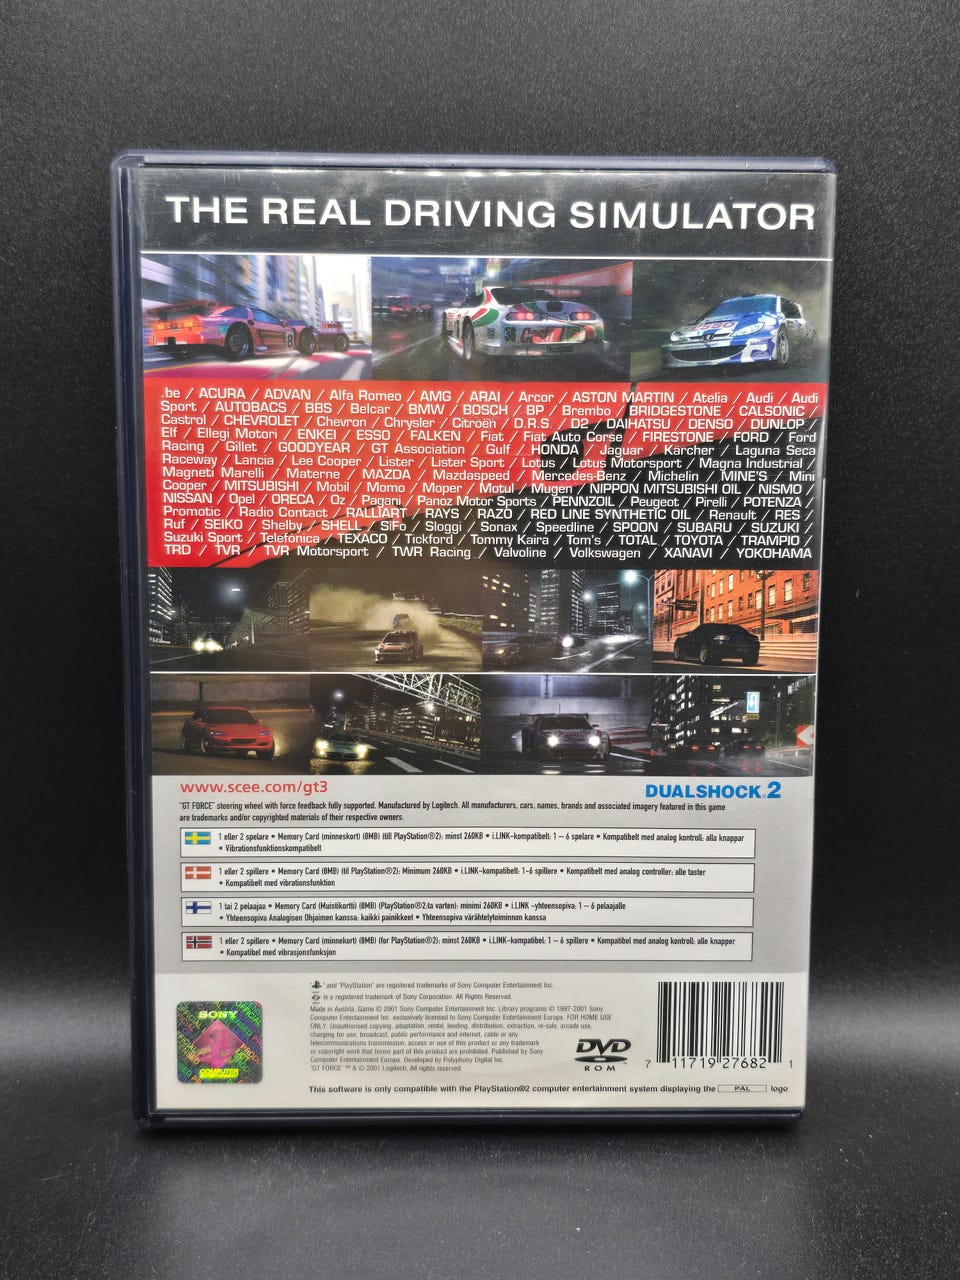 THE REAL DRIVING SIMULATOR
8
36
.be / ACURA / ADVAN / Alfa Romeo / AMG / ARAI / Arcor / ASTON MARTIN / Atelia / Audi / Audi
Sport / AUTOBACS / BBS / Belcar / BMW / BOSCH / BP / Brembo / BRIDGESTONE / CALSONIC /
Castrol / CHEVROLET / Chevron / Chrysler / Citroën / D.R.S. / D2 / DAIHATSU / DENSO / DUNLOP /
Elf / Ellegi Motori / ENKEI / ESSO / FALKEN / Fiat / Fiat Auto Corse / FIRESTONE / FORD / Ford
Racing / Gillet / GOODYEAR / GT Association / Gulf / HONDA / Jaguar / Kärcher / Laguna Seca
Raceway / Lancia / Lee Cooper / Lister / Lister Sport / Lotus / Lotus Motorsport / Magna Industrial /
Magneti Marelli / Materne / MAZDA / Mazdaspeed / Mercedes-Benz / Michelin / MINE'S / Mini
Cooper / MITSUBISHI / Mobil / Momo / Moper / Motul / Mugen / NIPPON MITSUBISHI OIL / NISMO /
NISSAN / Opel / ORECA / Oz / Pagani / Panoz Motor Sports / PENNZOIL / Peugeot / Pirelli / POTENZA /
Promotic / Radio Contact / RALLIART / RAYS / RAZO / RED LINE SYNTHETIC OIL / Renault / RES /
Ruf / SEIKO / Shelby / SHELL / SiFo / Sloggi / Sonax / Speedline / SPOON / SUBARU / SUZUKI /
Suzuki Sport / Telefónica / TEXACO / Tickford / Tommy Kaira / Tom's / TOTAL / TOYOTA / TRAMPIO /
TRD / TVR / TVR Motorsport / TWR Racing / Valvoline / Volkswagen / XANAVI / YOKOHAMA
www.scee.com/gt3
DUALSHOCK 2
"GT FORCE" steering wheel with force feedback fully supported. Manufactured by Logitech. All manufacturers, cars, names, brands and associated imagery featured in this game
are trademarks and/or copyrighted materials of their respective owners.
1 eller 2 spelare • Memory Card (minneskort) (8MB) (till PlayStation®2): minst 260KB • i.LINK-kompatibelt: 1 – 6 spelare • Kompatibelt med analog kontroll: alla knappar
• Vibrationsfunktionskompatibelt
1 eller 2 spillere • Memory Card (8MB) (til PlayStation®2): Minimum 260KB • i.LINK-kompatibelt: 1-6 spillere • Kompatibelt med analog controller: alle taster
• Kompatibelt med vibrationsfunktion
1 tai 2 pelaajaa • Memory Card (Muistikortti) (8MB) (PlayStation®2:ta varten): minimi 260KB • i.LINK -yhteensopiva: 1 – 6 pelaajalle
• Yhteensopiva Analogisen Ohjaimen kanssa: kaikki painikkeet • Yhteensopiva värähtelytoiminnon kanssa
1 eller 2 spillere • Memory Card (minnekort) (8MB) (for PlayStation®2): minst 260KB • i.LINK-kompatibel: 1 – 6 spillere • Kompatibel med analog kontroll: alle knapper
• Kompatibel med vibrasjonsfunksjon
" " and "PlayStation" are registered trademarks of Sony Computer Entertainment Inc.
is a registered trademark of Sony Corporation. All Rights Reserved.
Made in Austria. Game © 2001 Sony Computer Entertainment Inc. Library programs © 1997-2001 Sony
Computer Entertainment Inc. exclusively licensed to Sony Computer Entertainment Europe. FOR HOME USE
ONLY. Unauthorised copying, adaptation, rental, lending, distribution, extraction, re-sale, arcade use,
charging for use, broadcast, public performance and internet, cable or any
telecommunications transmission, access or use of this product or any trademark
or copyright work that forms part of this product are prohibited. Published by Sony
Computer Entertainment Europe. Developed by Polyphony Digital Inc.
"GT FORCE" ™ & © 2001 Logitech. All rights reserved.
SONY
DVD
ROM
7 11719 27682 1
This software is only compatible with the PlayStation®2 computer entertainment system displaying the PAL logo